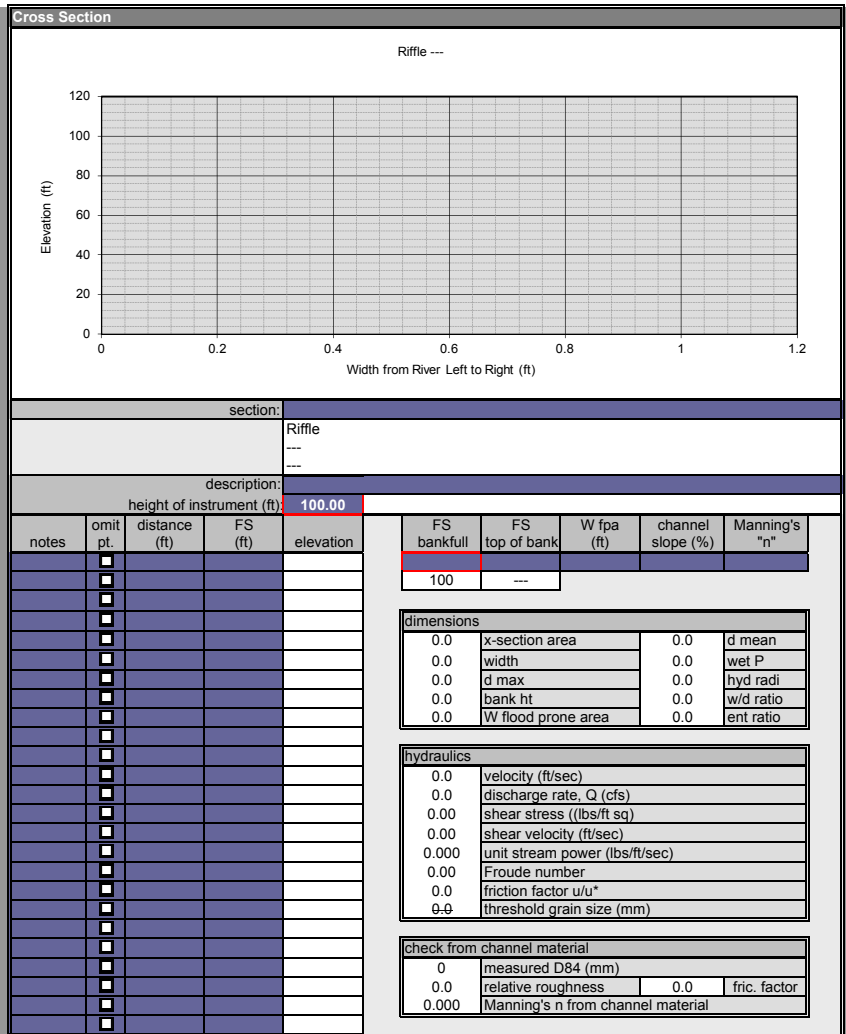 Cross Section
Riffle ---
120
100
80
60
40
20
0
Elevation (ft)
0 0.2 0.4 0.6 0.8 1 1.2
Width from River Left to Right (ft)
section:
Riffle
---
---
description:
height of instrument (ft): 100.00
notes omit pt. distance (ft) FS (ft) elevation
FS bankfull FS top of bank W fpa (ft) channel slope (%) Manning's "n"
100 ---
dimensions
0.0 x-section area 0.0 d mean
0.0 width 0.0 wet P
0.0 d max 0.0 hyd radi
0.0 bank ht 0.0 w/d ratio
0.0 W flood prone area 0.0 ent ratio
hydraulics
0.0 velocity (ft/sec)
0.0 discharge rate, Q (cfs)
0.00 shear stress ((lbs/ft sq)
0.00 shear velocity (ft/sec)
0.000 unit stream power (lbs/ft/sec)
0.00 Froude number
0.0 friction factor u/u*
0.0 threshold grain size (mm)
check from channel material
0 measured D84 (mm)
0.0 relative roughness 0.0 fric. factor
0.000 Manning's n from channel material